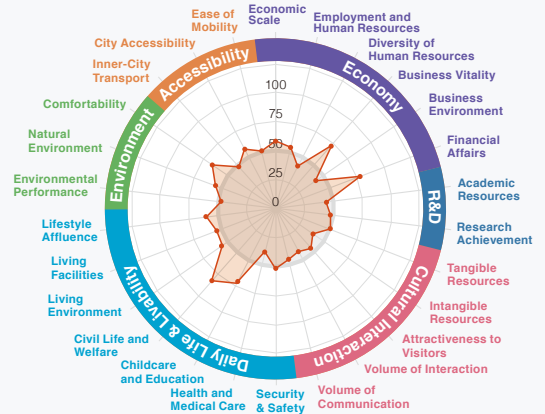 Economic
Scale
Employment and
Human Resources
Diversity of
Human Resources
Business Vitality
Business
Environment
Financial
Affairs
Academic
Resources
Research
Achievement
Tangible
Resources
Intangible
Resources
Attractiveness to
Visitors
Volume of Interaction
Volume of
Communication
Security
& Safety
Health and
Medical Care
Childcare
and Education
Civil Life and
Welfare
Living
Environment
Living
Facilities
Lifestyle
Affluence
Environmental
Performance
Natural
Environment
Comfortability
Inner-City
Transport
City Accessibility
Ease of
Mobility
Economy
R&D
Cultural Interaction
Daily Life & Livability
Environment
Accessibility
100
75
50
25
0